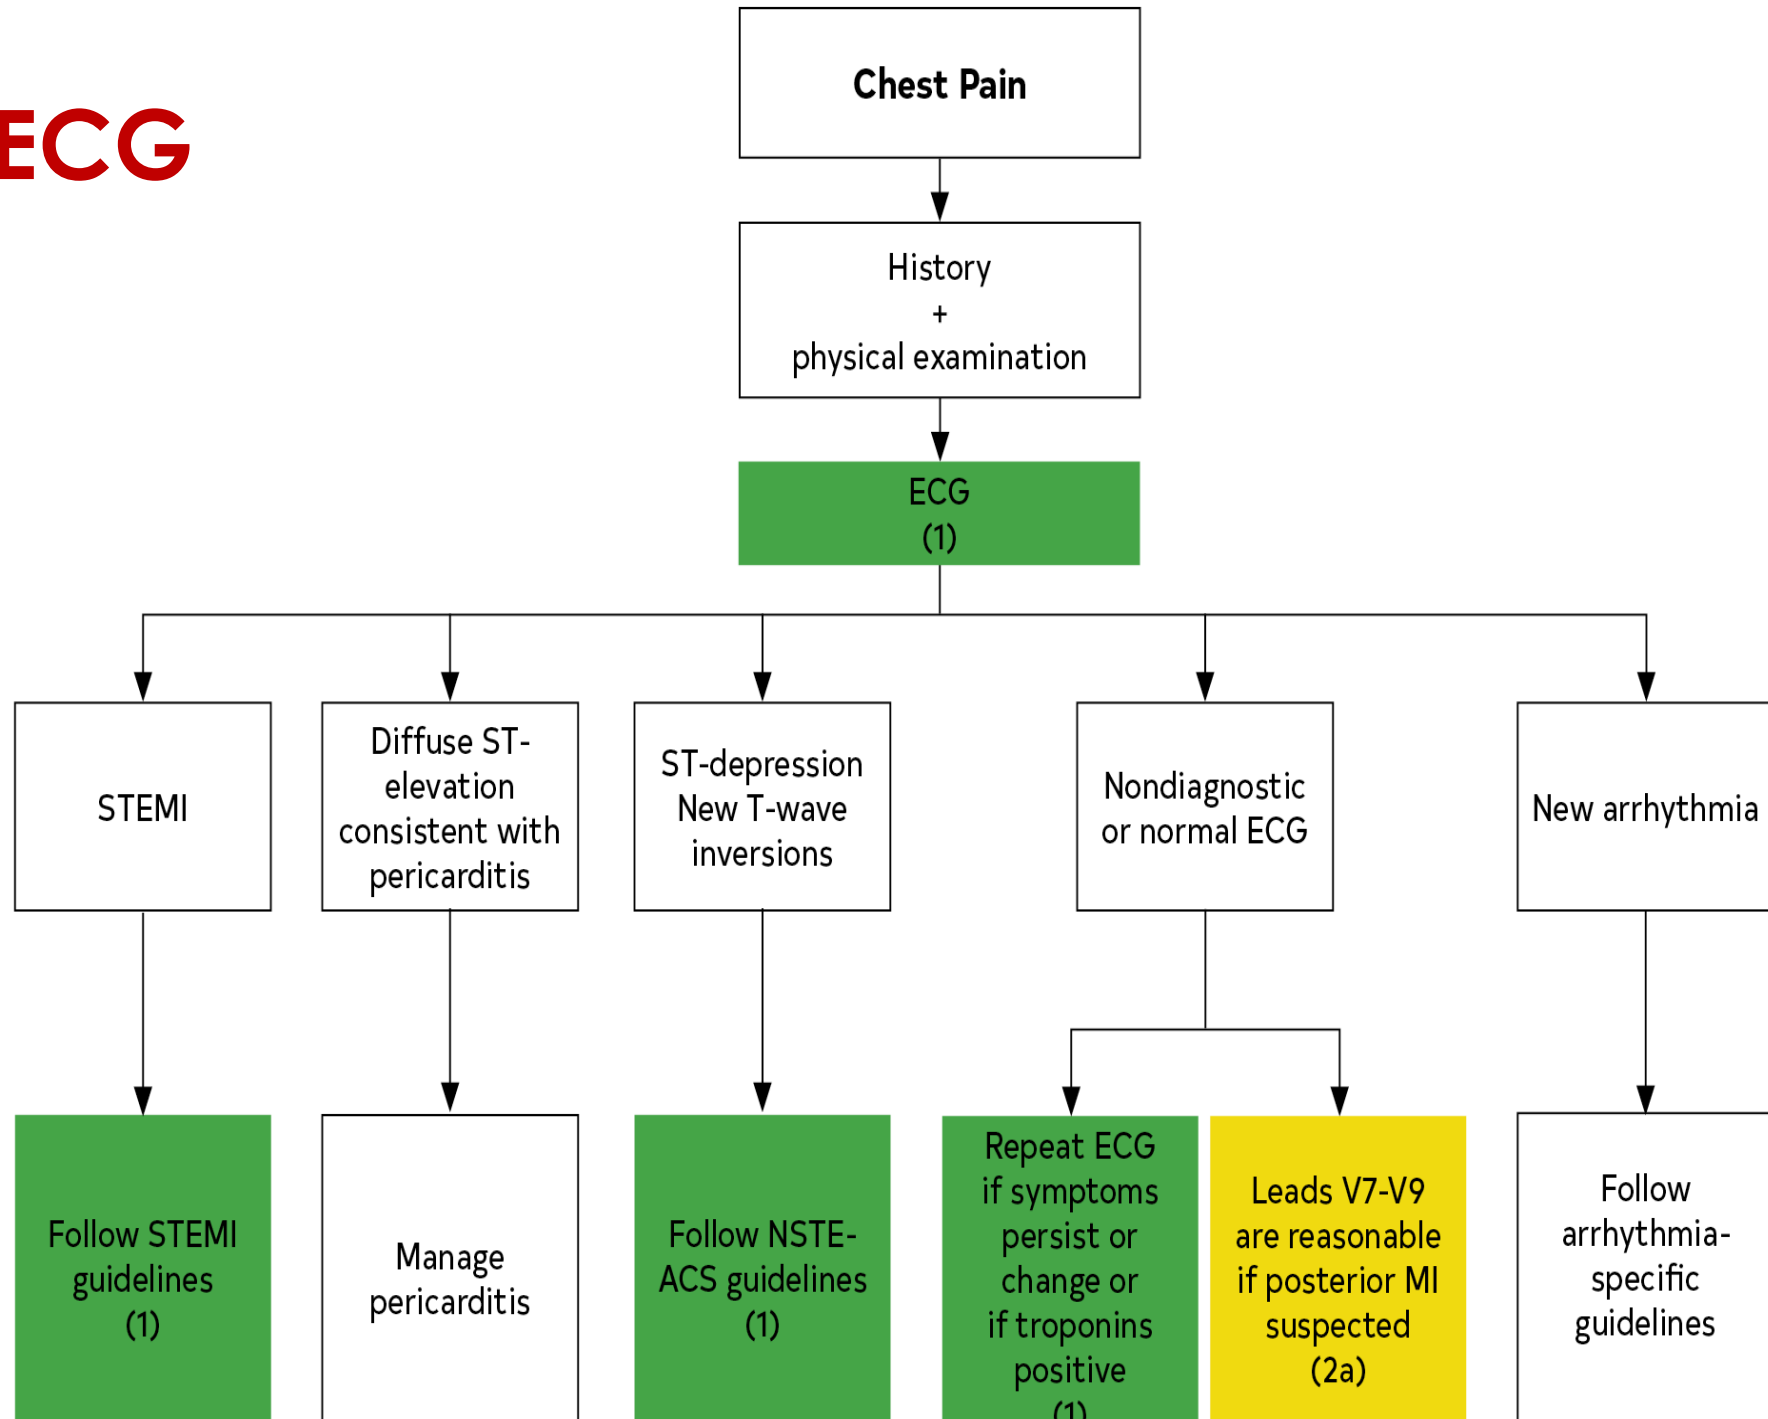 ECG
Chest Pain
History
+
physical examination
ECG
(1)
STEMI
Diffuse ST-
elevation
consistent with
pericarditis
ST-depression
New T-wave
inversions
Nondiagnostic
or normal ECG
New arrhythmia
Follow STEMI
guidelines
(1)
Manage
pericarditis
Follow NSTE-
ACS guidelines
(1)
Repeat ECG
if symptoms
persist or
change or
if troponins
positive
(1)
Leads V7-V9
are reasonable
if posterior MI
suspected
(2a)
Follow
arrhythmia-
specific
guidelines